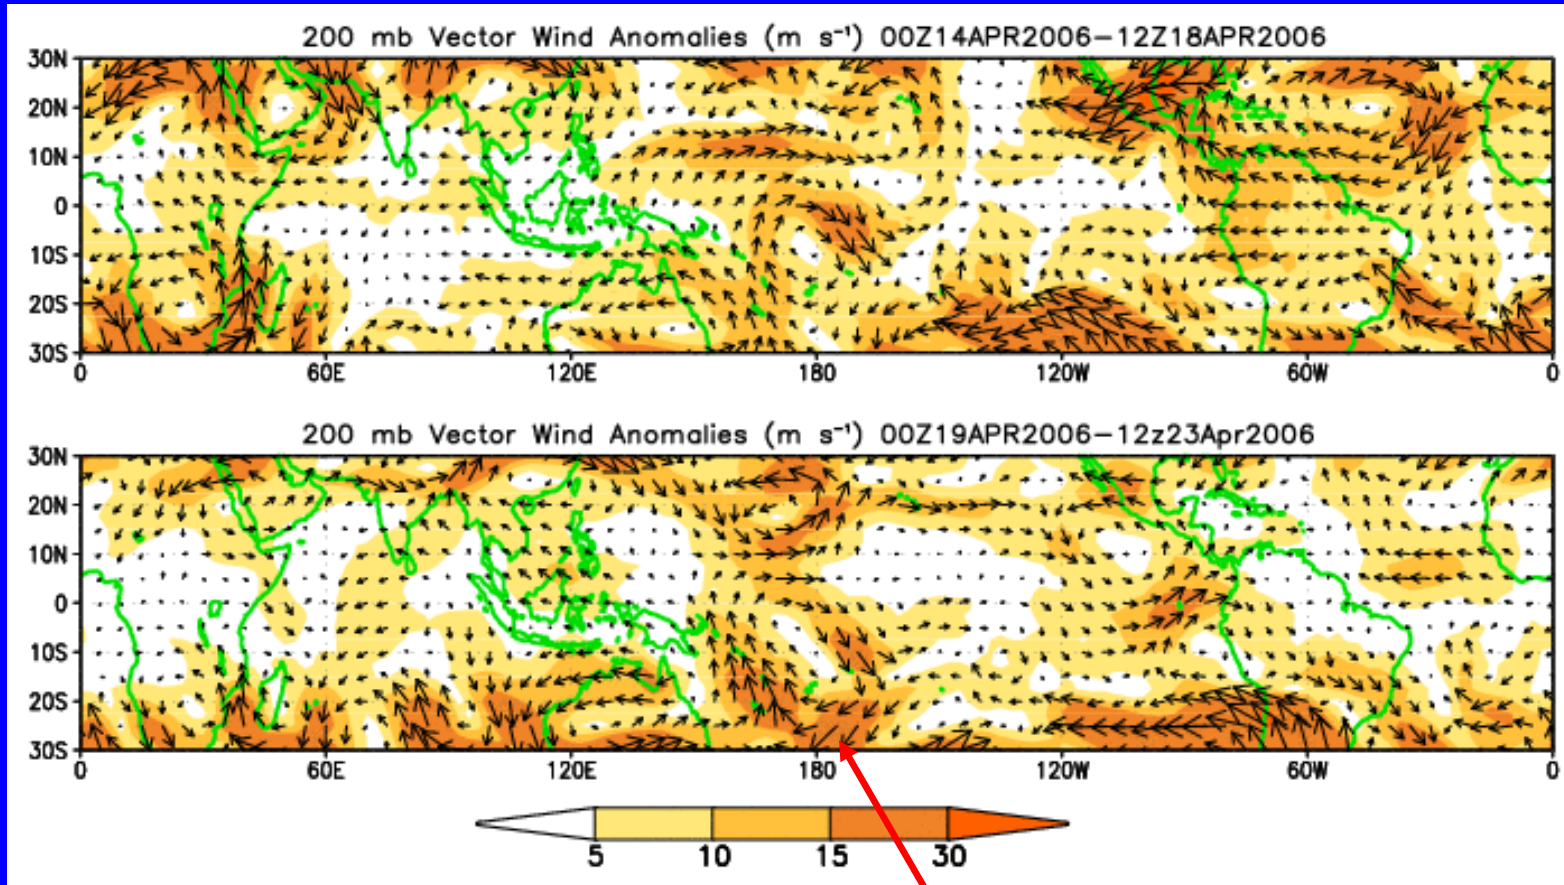 200 mb Vector Wind Anomalies (m s⁻¹) 00Z14APR2006−12Z18APR2006
30N
20N
10N
0
10S
20S
30S
0 60E 120E 180 120W 60W 0
200 mb Vector Wind Anomalies (m s⁻¹) 00Z19APR2006−12z23Apr2006
30N
20N
10N
0
10S
20S
30S
0 60E 120E 180 120W 60W 0
5 10 15 30